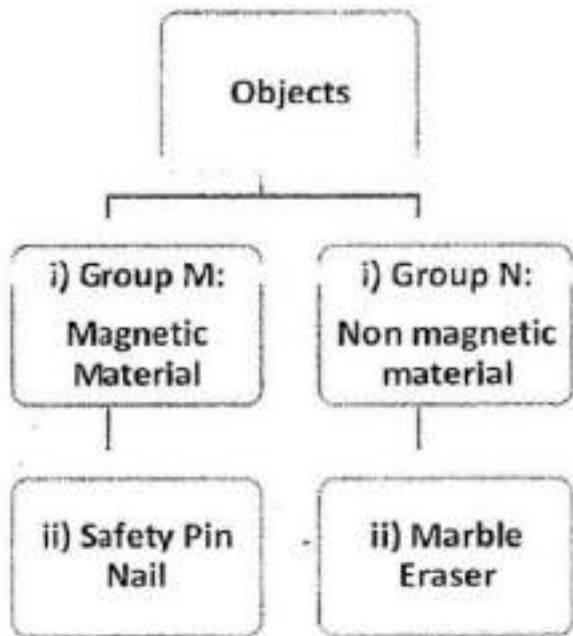 Objects
i) Group M:
Magnetic
Material
i) Group N:
Non magnetic
material
ii) Safety Pin
Nail
ii) Marble
Eraser